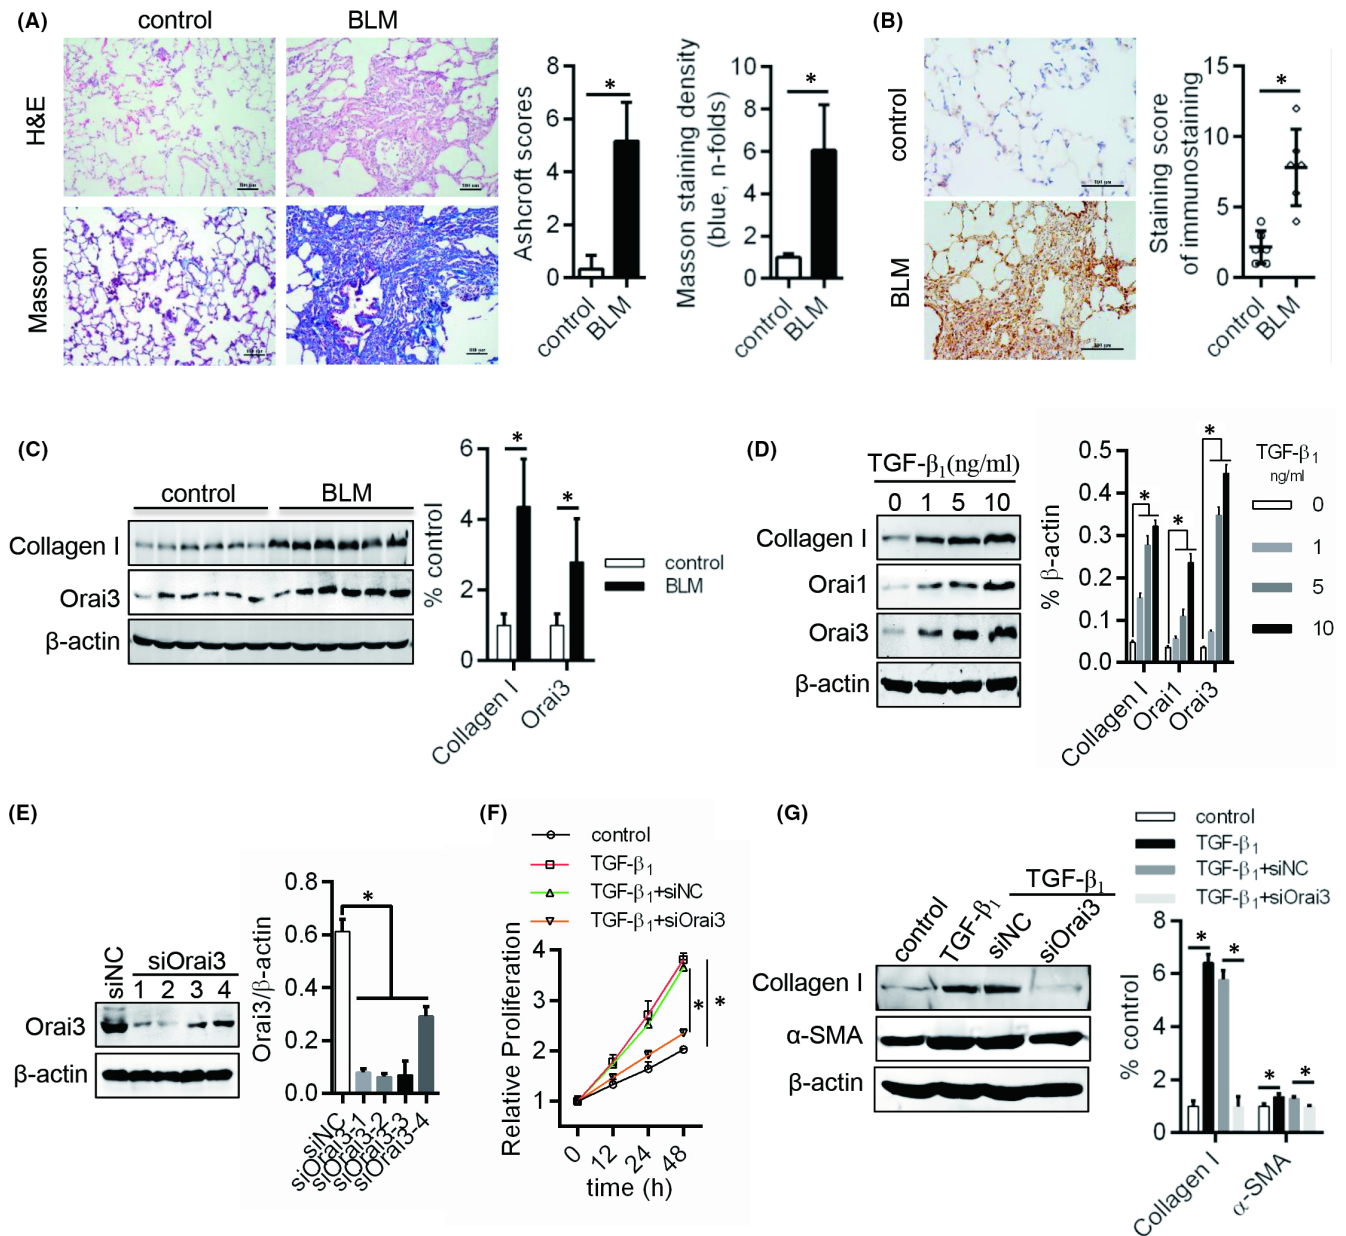 (A)
control
BLM
H&E
Masson
100 μm
100 μm
100 μm
Ashcroft scores
8
6
4
2
0
*
control
BLM
Masson staining density
(blue, n-folds)
10
8
6
4
2
0
*
control
BLM
(B)
control
BLM
100 μm
Staining score
of immunostaining
15
10
5
0
*
control
BLM
(C)
control
BLM
Collagen I
Orai3
β-actin
% control
6
4
2
0
*
*
Collagen I
Orai3
control
BLM
(D)
TGF-β1(ng/ml)
0 1 5 10
Collagen I
Orai1
Orai3
β-actin
% β-actin
0.5
0.4
0.3
0.2
0.1
0.0
*
*
*
Collagen I
Orai1
Orai3
TGF-β1
ng/ml
0
1
5
10
(E)
siNC
siOrai3
1 2 3 4
Orai3
β-actin
Orai3/β-actin
0.8
0.6
0.4
0.2
0.0
*
siNC
siOrai3-1
siOrai3-2
siOrai3-3
siOrai3-4
(F)
control
TGF-β1
TGF-β1+siNC
TGF-β1+siOrai3
Relative Proliferation
4
3
2
1
*
*
0
12
24
48
time (h)
(G)
TGF-β1
control
TGF-β1
siNC
siOrai3
Collagen I
α-SMA
β-actin
control
TGF-β1
TGF-β1+siNC
TGF-β1+siOrai3
% control
8
6
4
2
0
*
*
*
*
Collagen I
α-SMA